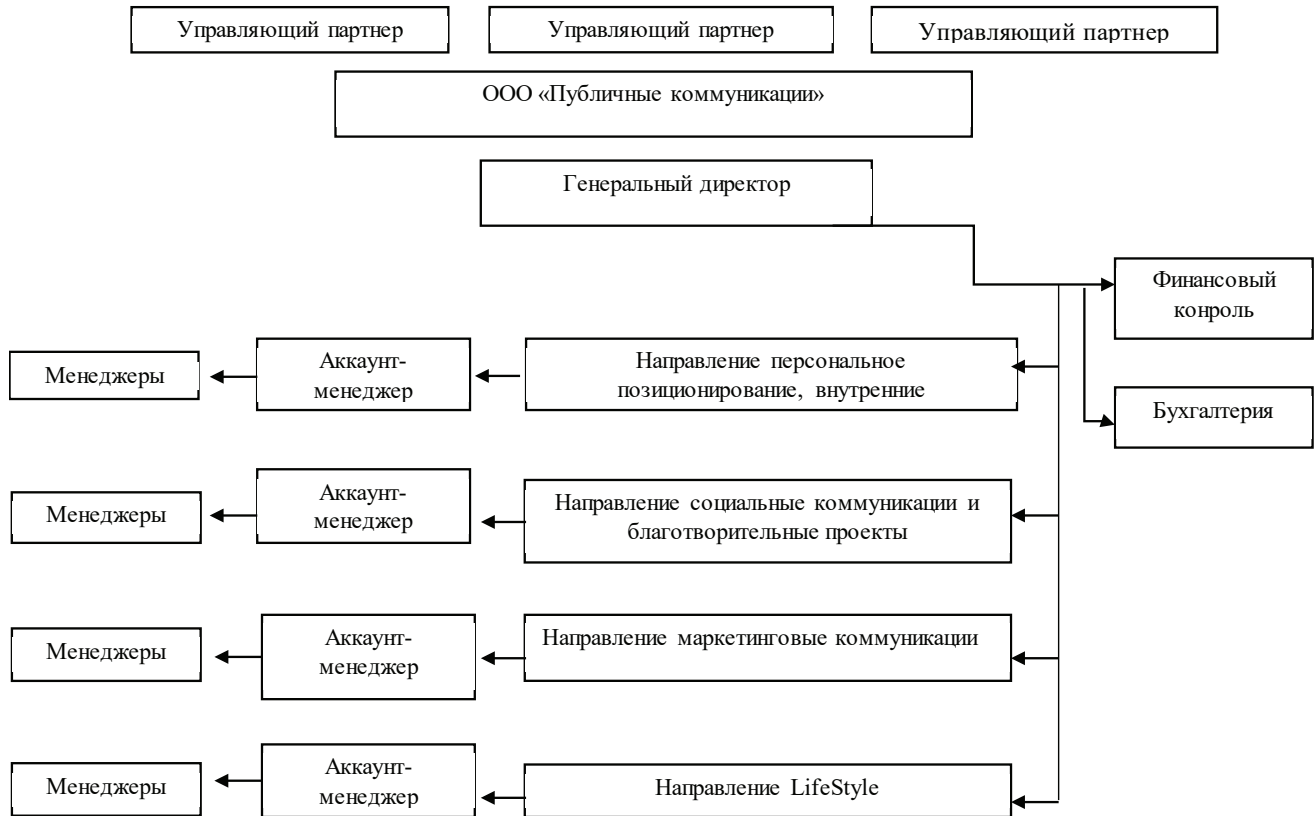 Управляющий партнер
Управляющий партнер
Управляющий партнер
ООО «Публичные коммуникации»
Генеральный директор
Финансовый
конроль
Менеджеры
Аккаунт-
менеджер
Направление персональное
позиционирование, внутренние
Бухгалтерия
Менеджеры
Аккаунт-
менеджер
Направление социальные коммуникации и
благотворительные проекты
Менеджеры
Аккаунт-
менеджер
Направление маркетинговые коммуникации
Менеджеры
Аккаунт-
менеджер
Направление LifeStyle